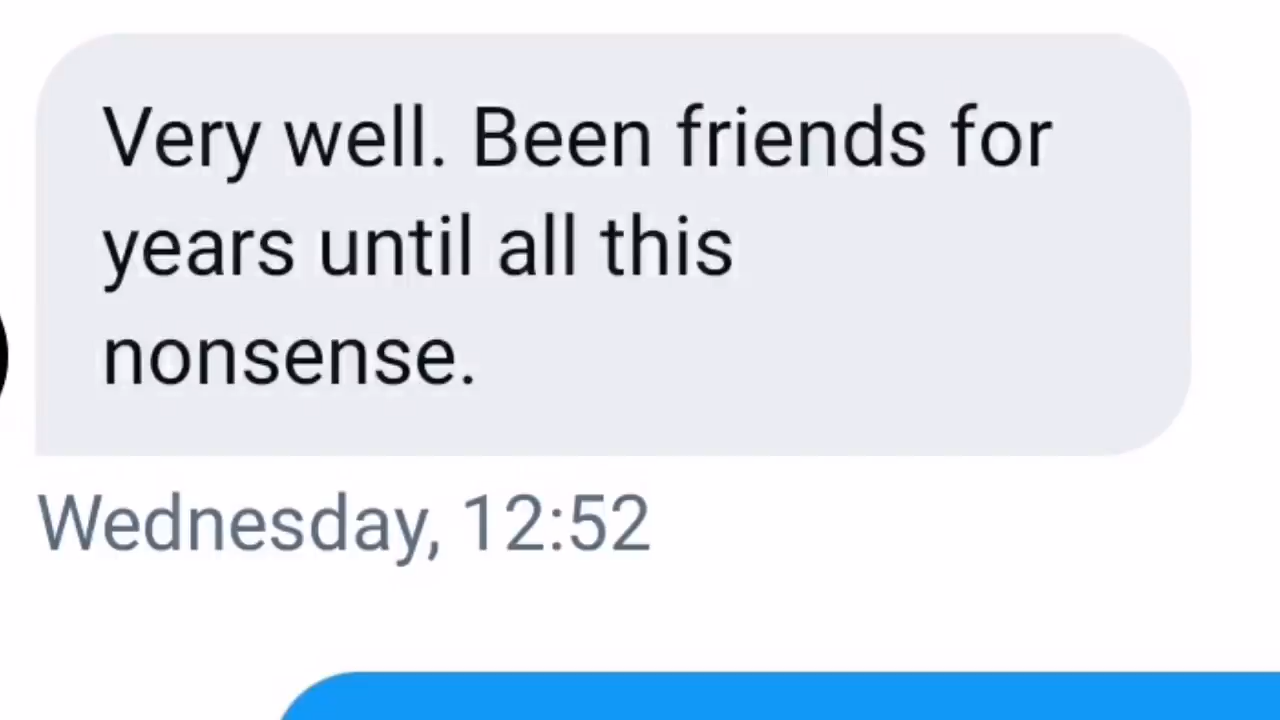 Very well. Been friends for
years until all this
nonsense.
Wednesday, 12:52